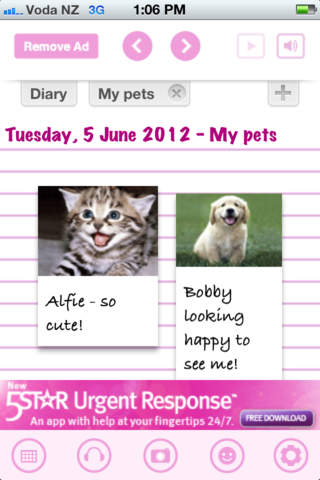 Voda NZ 3G 1:06 PM
Remove Ad
Diary My pets
Tuesday, 5 June 2012 - My pets
Alfie - so
cute!
Bobby
looking
happy to
see me!
New
5STAR Urgent Response™
An app with help at your fingertips 24/7. FREE DOWNLOAD